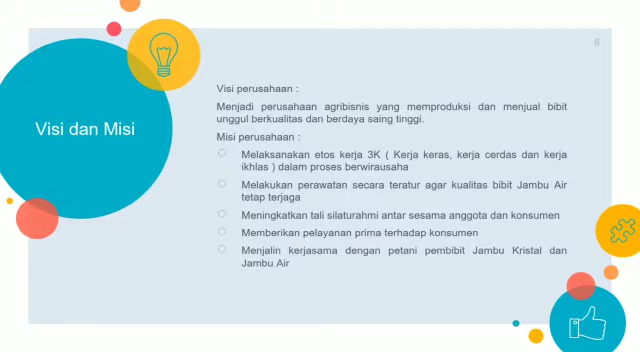 6
Visi dan Misi
Visi perusahaan :
Menjadi perusahaan agribisnis yang memproduksi dan menjual bibit
unggul berkualitas dan berdaya saing tinggi.
Misi perusahaan :
Melaksanakan etos kerja 3K ( Kerja keras, kerja cerdas dan kerja
ikhlas ) dalam proses berwirausaha
Melakukan perawatan secara teratur agar kualitas bibit Jambu Air
tetap terjaga
Meningkatkan tali silaturahmi antar sesama anggota dan konsumen
Memberikan pelayanan prima terhadap konsumen
Menjalin kerjasama dengan petani pembibit Jambu Kristal dan
Jambu Air